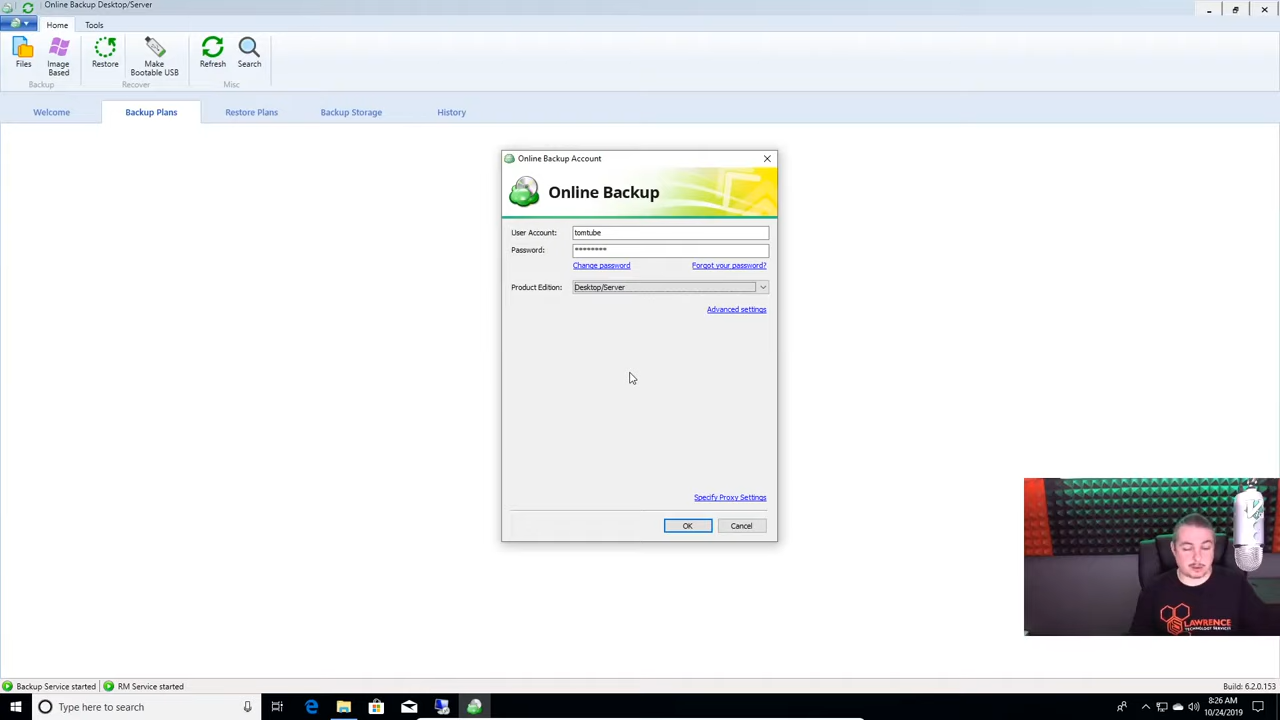 Online Backup Desktop/Server
Home Tools
Files
Image Based
Restore
Make Bootable USB
Refresh
Search
Backup
Recover
Misc
Welcome Backup Plans Restore Plans Backup Storage History
Online Backup Account
Online Backup
User Account: tomtube
Password: ********
Change password Forgot your password?
Product Edition: Desktop/Server
Advanced settings
Specify Proxy Settings
OK Cancel
LAWRENCE
TECHNOLOGY SERVICES
Backup Service started RM Service started Build: 6.2.0.153
Type here to search
8:26 AM
10/24/2019